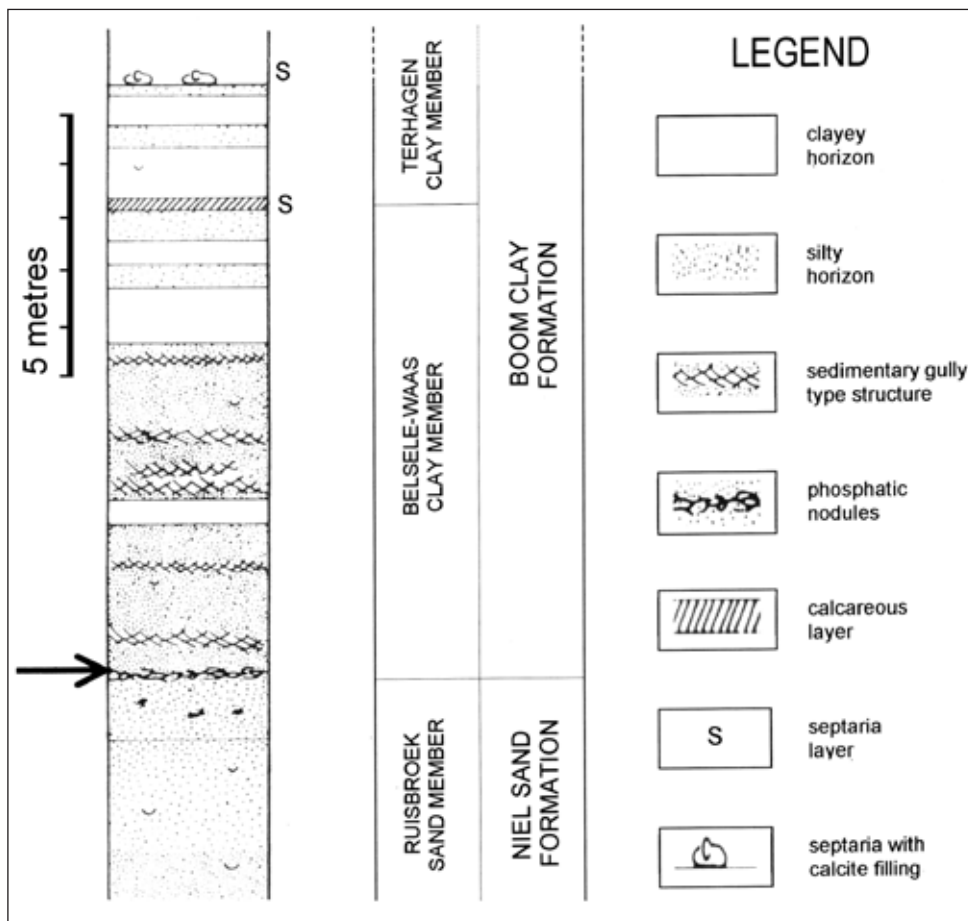 S
S
5 metres
TERHAGEN
CLAY MEMBER
BELSELE-WAAS
CLAY MEMBER
RUISBROEK
SAND MEMBER
BOOM CLAY
FORMATION
NIEL SAND
FORMATION
LEGEND
clayey
horizon
silty
horizon
sedimentary gully
type structure
phosphatic
nodules
calcareous
layer
S
septaria
layer
septaria with
calcite filling